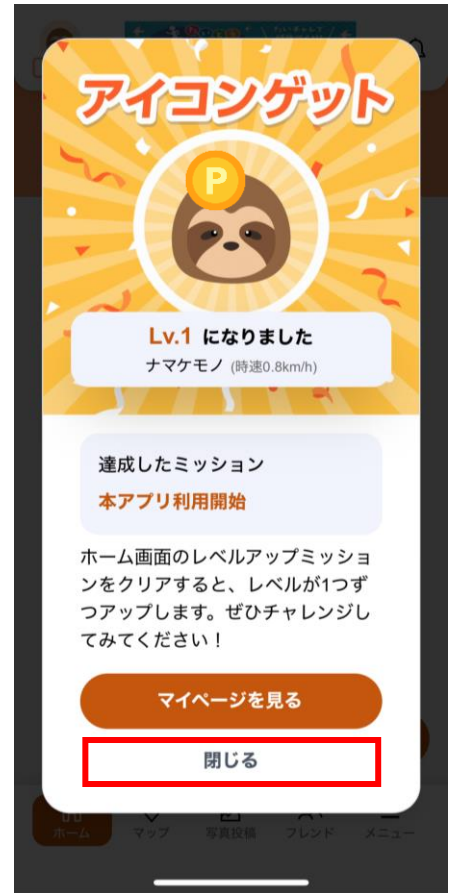 アイコンゲット
P
Lv.1 になりました
ナマケモノ (時速0.8km/h)
達成したミッション
本アプリ利用開始
ホーム画面のレベルアップミッショ
ンをクリアすると、レベルが1つず
つアップします。ぜひチャレンジし
てみてください！
マイページを見る
閉じる
ホーム マップ 写真投稿 フレンド メニュー